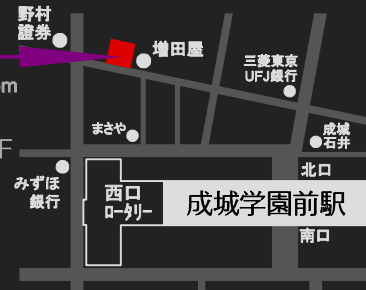 野村
證券
増田屋
三菱東京
UFJ銀行
om
まさや
成城
石井
F
みずほ
銀行
西口
ロータリー
北口
成城学園前駅
南口